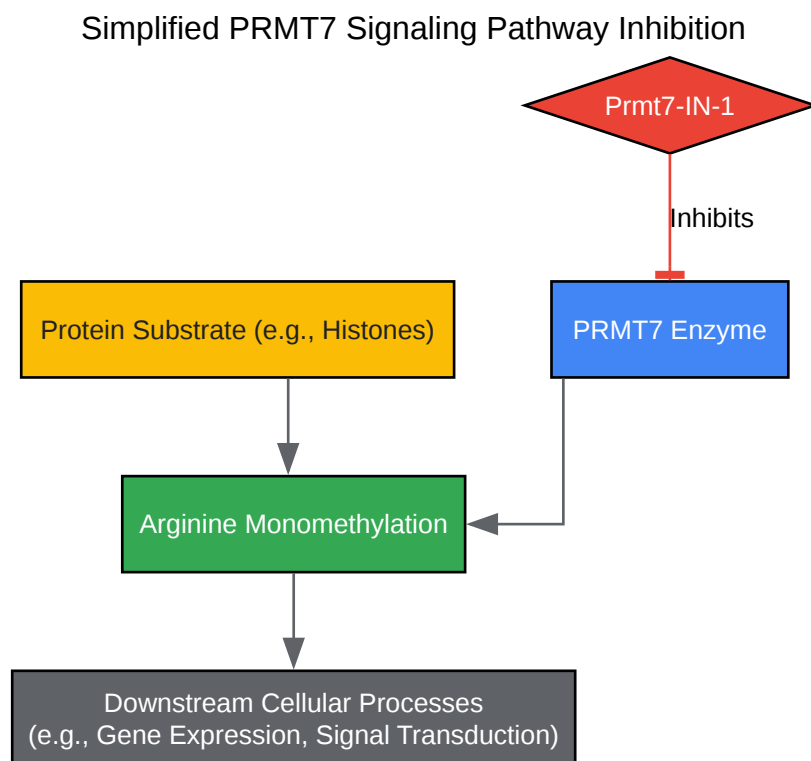 Simplified PRMT7 Signaling Pathway Inhibition
Prmt7-IN-1
Inhibits
Protein Substrate (e.g., Histones)
PRMT7 Enzyme
Arginine Monomethylation
Downstream Cellular Processes
(e.g., Gene Expression, Signal Transduction)